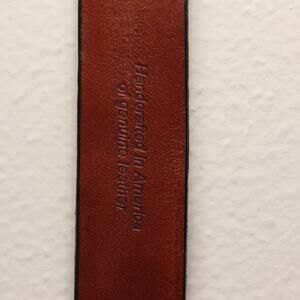 Handcrafted in America
of genuine leather